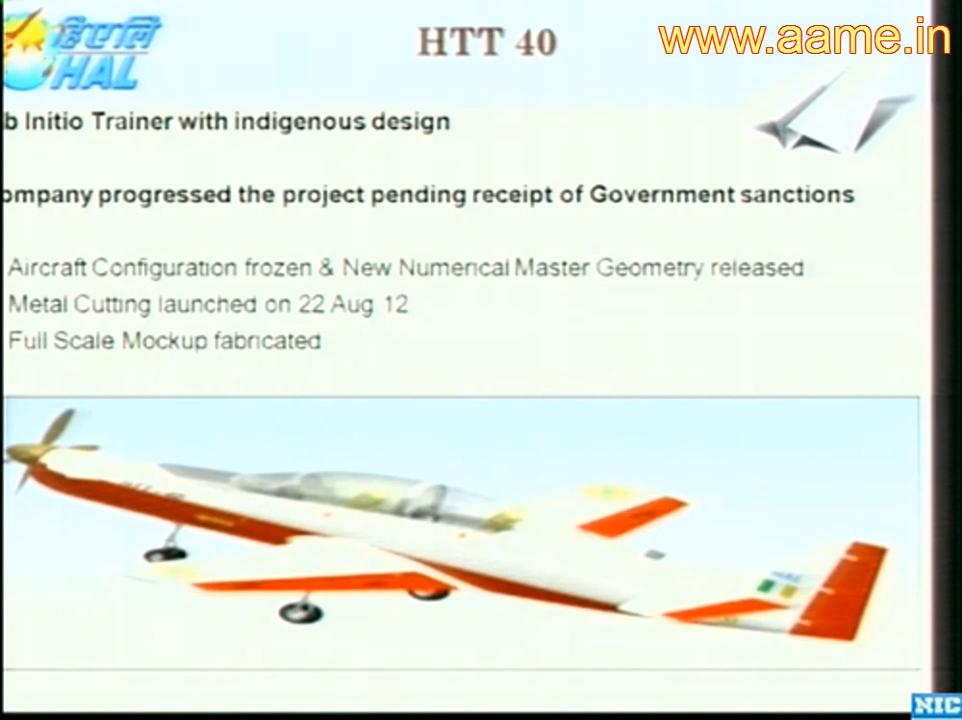 हिएलि
HAL
HTT 40
www.aame.in
b Initio Trainer with indigenous design
ompany progressed the project pending receipt of Government sanctions
Aircraft Configuration frozen & New Numerical Master Geometry released
Metal Cutting launched on 22 Aug 12
Full Scale Mockup fabricated
HAL
NIC